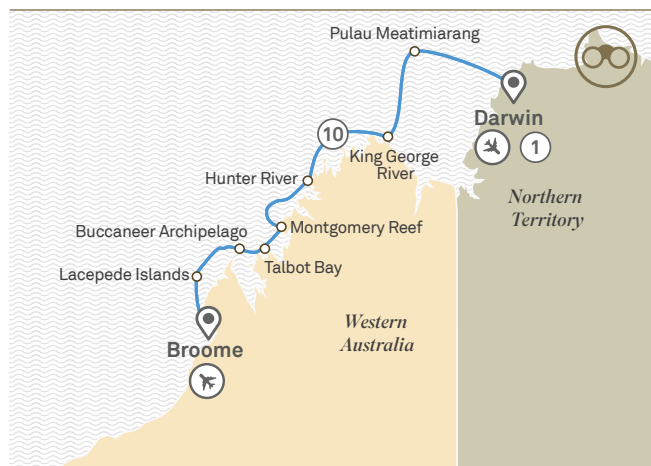 Pulau Meatimiarang
Darwin
1
10
King George
River
Hunter River
Northern
Territory
Buccaneer Archipelago
Montgomery Reef
Lacepede Islands
Talbot Bay
Western
Australia
Broome